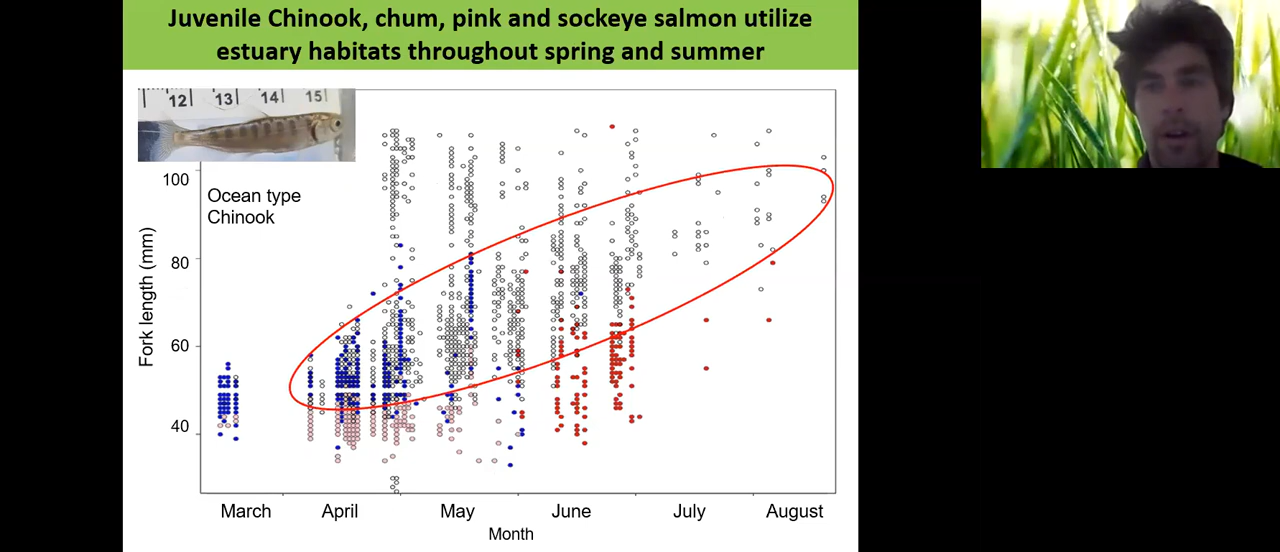 Juvenile Chinook, chum, pink and sockeye salmon utilize
estuary habitats throughout spring and summer
12 13 14 15
100
Ocean type
Chinook
80
60
40
Fork length (mm)
March April May June July August
Month